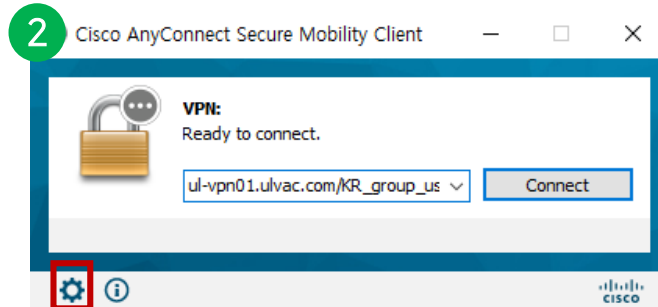 2
Cisco AnyConnect Secure Mobility Client
VPN:
Ready to connect.
ul-vpn01.ulvac.com/KR_group_us
Connect
CISCO